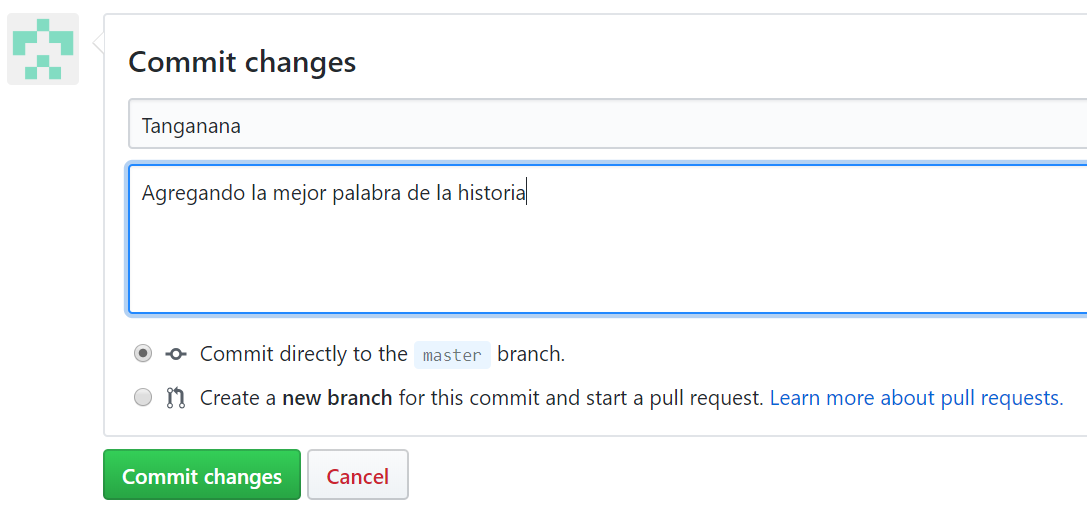 Commit changes
Tanganana
Agregando la mejor palabra de la historia
Commit directly to the master branch.
Create a new branch for this commit and start a pull request. Learn more about pull requests.
Commit changes Cancel